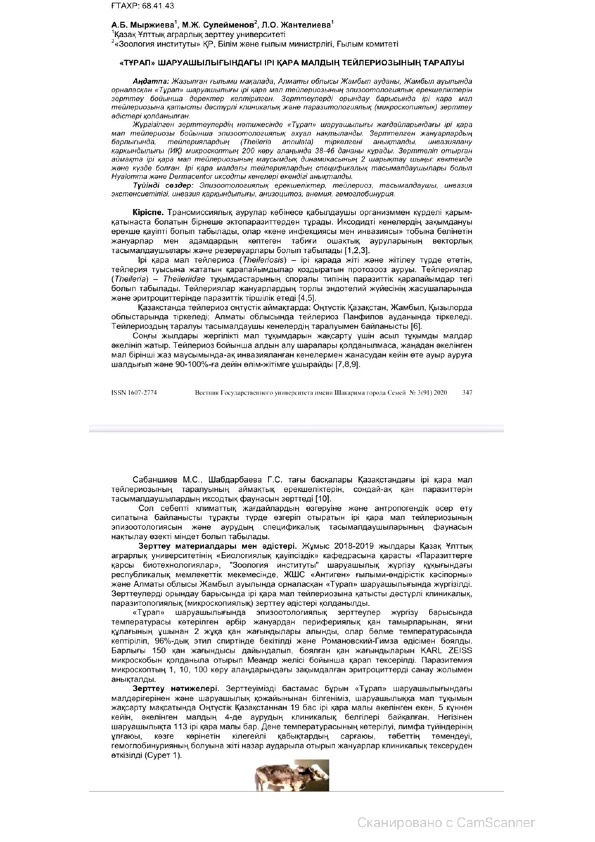 ҒТАХР: 68.41.43
А.Б. Мыржиева¹, М.Ж. Сулейменов², Л.О. Жантелиева¹
¹Қазақ Ұлттық аграрлық зерттеу университеті
²«Зоология институты» ҚР, Білім және ғылым министрлігі, Ғылым комитеті
«ТҰРАП» ШАРУАШЫЛЫҒЫНДАҒЫ ІРІ ҚАРА МАЛДЫҢ ТЕЙЛЕРИОЗЫНЫҢ ТАРАЛУЫ
Аңдатпа: Жазылған ғылыми мақалада, Алматы облысы Жамбыл ауданы, Жамбыл ауылында
орналасқан «Тұрап» шаруашылығы ірі қара мал тейлериозының эпизоотологиялық ерекшеліктерін
зерттеу бойынша деректер келтірілген. Зерттеулерді орындау барысында ірі қара мал
тейлериозына қатысты дәстүрлі клиникалық және паразитологиялық (микроскопиялық) зерттеу
әдістері қолданылған.
Жүргізілген зерттеулердің нәтижесінде «Тұрап» шаруашылығы жағдайларындағы ірі қара
мал тейлериозы бойынша эпизоотологиялық ахуал нақтыланды. Зерттелген жануарлардың
барлығында, тейлериялардың (Theileria annulata) тіркелгені анықталды, инвазиялану
қарқындылығы (ИҚ) микроскоптың 200 көру алаңында 38-46 дананы құрады. Зерттеліп отырған
аймақта ірі қара мал тейлериозының маусымдық динамикасының 2 шарықтау шыңы: көктемде
және күзде болған. Ірі қара малдағы тейлериялардың спецификалық тасымалдаушылары болып
Hyalomma және Dermacentor иксодты кенелері екендігі анықталды.
Түйінді сөздер: Эпизоотологиялық ерекшеліктер, тейлериоз, тасымалдаушы, инвазия
экстенсивтілігі, инвазия қарқындылығы, анизоцитоз, анемия, гемоглобинурия.
Кіріспе. Трансмиссиялық аурулар көбінесе қабылдаушы организммен күрделі қарым-
қатынаста болатын бірнеше эктопаразиттерден тұрады. Иксодидті кенелердің зақымдануы
ерекше қауіпті болып табылады, олар «кене инфекциясы мен инвазиясы» тобына бөлінетін
жануарлар мен адамдардың көптеген табиғи ошақтық ауруларының векторлық
тасымалдаушылары және резервуарлары болып табылады [1,2,3].
Ірі қара мал тейлериоз (Theileriosis) – ірі қарада жіті және жітілеу түрде өтетін,
тейлерия туысына жататын қарапайымдылар қоздыратын протозооз ауруы. Тейлериялар
(Theileria) – Theileriidae тұқымдастарының споралы типінің паразиттік қарапайымдар тегі
болып табылады. Тейлериялар жануарлардың торлы эндотелий жүйесінің жасушаларында
және эритроциттерінде паразиттік тіршілік етеді [4,5].
Қазақстанда тейлериоз оңтүстік аймақтарда: Оңтүстік Қазақстан, Жамбыл, Қызылорда
облыстарында тіркеледі; Алматы облысында тейлериоз Панфилов ауданында тіркеледі.
Тейлериоздың таралуы тасымалдаушы кенелердің таралуымен байланысты [6].
Соңғы жылдары жергілікті мал тұқымдарын жақсарту үшін асыл тұқымды малдар
әкелініп жатыр. Тейлериоз бойынша алдын алу шаралары қолданылмаса, жаңадан әкелінген
мал бірінші жаз маусымында-ақ инвазияланған кенелермен жанасудан кейін өте ауыр ауруға
шалдығып және 90-100%-ға дейін өлім-жітімге ұшырайды [7,8,9].
ISSN 1607-2774 Вестник Государственного университета имени Шакарима города Семей № 3(91) 2020 347
Сабаншиев М.С., Шабдарбаева Г.С. тағы басқалары Қазақстандағы ірі қара мал
тейлериозының таралуының аймақтық ерекшеліктерін, сондай-ақ қан паразиттерін
тасымалдаушылардың иксодтық фаунасын зерттеді [10].
Сол себепті климаттық жағдайлардың өзгеруіне және антропогендік әсер ету
сипатына байланысты тұрақты түрде өзгеріп отыратын ірі қара мал тейлериозының
эпизоотологиясын және аурудың спецификалық тасымалдаушыларының фаунасын
нақтылау өзекті міндет болып табылады.
Зерттеу материалдары мен әдістері. Жұмыс 2018-2019 жылдары Қазақ Ұлттық
аграрлық университетінің «Биологиялық қауіпсіздік» кафедрасына қарасты «Паразиттерге
қарсы биотехнологиялар», "Зоология институты" шаруашылық жүргізу құқығындағы
республикалық мемлекеттік мекемесінде, ЖШС «Антиген» ғылыми-өндірістік кәсіпорны»
және Алматы облысы Жамбыл ауылында орналасқан «Тұрап» шаруашылығында жүргізілді.
Зерттеулерді орындау барысында ірі қара мал тейлериозына қатысты дәстүрлі клиникалық,
паразитологиялық (микроскопиялық) зерттеу әдістері қолданылды.
«Тұрап» шаруашылығында эпизоотологиялық зерттеулер жүргізу барысында
температурасы көтерілген әрбір жануардан перифериялық қан тамырларынан, яғни
құлағының ұшынан 2 жұқа қан жағындылары алынды, олар бөлме температурасында
кептіріліп, 96%-дық этил спиртінде бекітілді және Романовский-Гимза әдісімен боялды.
Барлығы 150 қан жағындысы дайындалып, боялған қан жағындыларын KARL ZEISS
микроскобын қолданыла отырып Меандр желісі бойынша қарап тексерілді. Паразитемия
микроскоптың 1, 10, 100 көру алаңдарындағы зақымдалған эритроциттерді санау жолымен
анықталды.
Зерттеу нәтижелері. Зерттеуімізді бастамас бұрын «Тұрап» шаруашылығындағы
малдәрігерінен және шаруашылық қожайынынан білгеніміз, шаруашылыққа мал тұқымын
жақсарту мақсатында Оңтүстік Қазақстаннан 19 бас ірі қара малы әкелінген екен, 5 күннен
кейін, әкелінген малдың 4-де аурудың клиникалық белгілері байқалған. Негізінен
шаруашылықта 113 ірі қара малы бар. Дене температурасының көтерілуі, лимфа түйіндерінің
ұлғаюы, көзге көрінетін кілегейлі қабықтардың сарғаюы, тәбеттің төмендеуі,
гемоглобинурияның болуына жіті назар аударыла отырып жануарлар клиникалық тексеруден
өткізілді (Сурет 1).
Сканировано с CamScanner